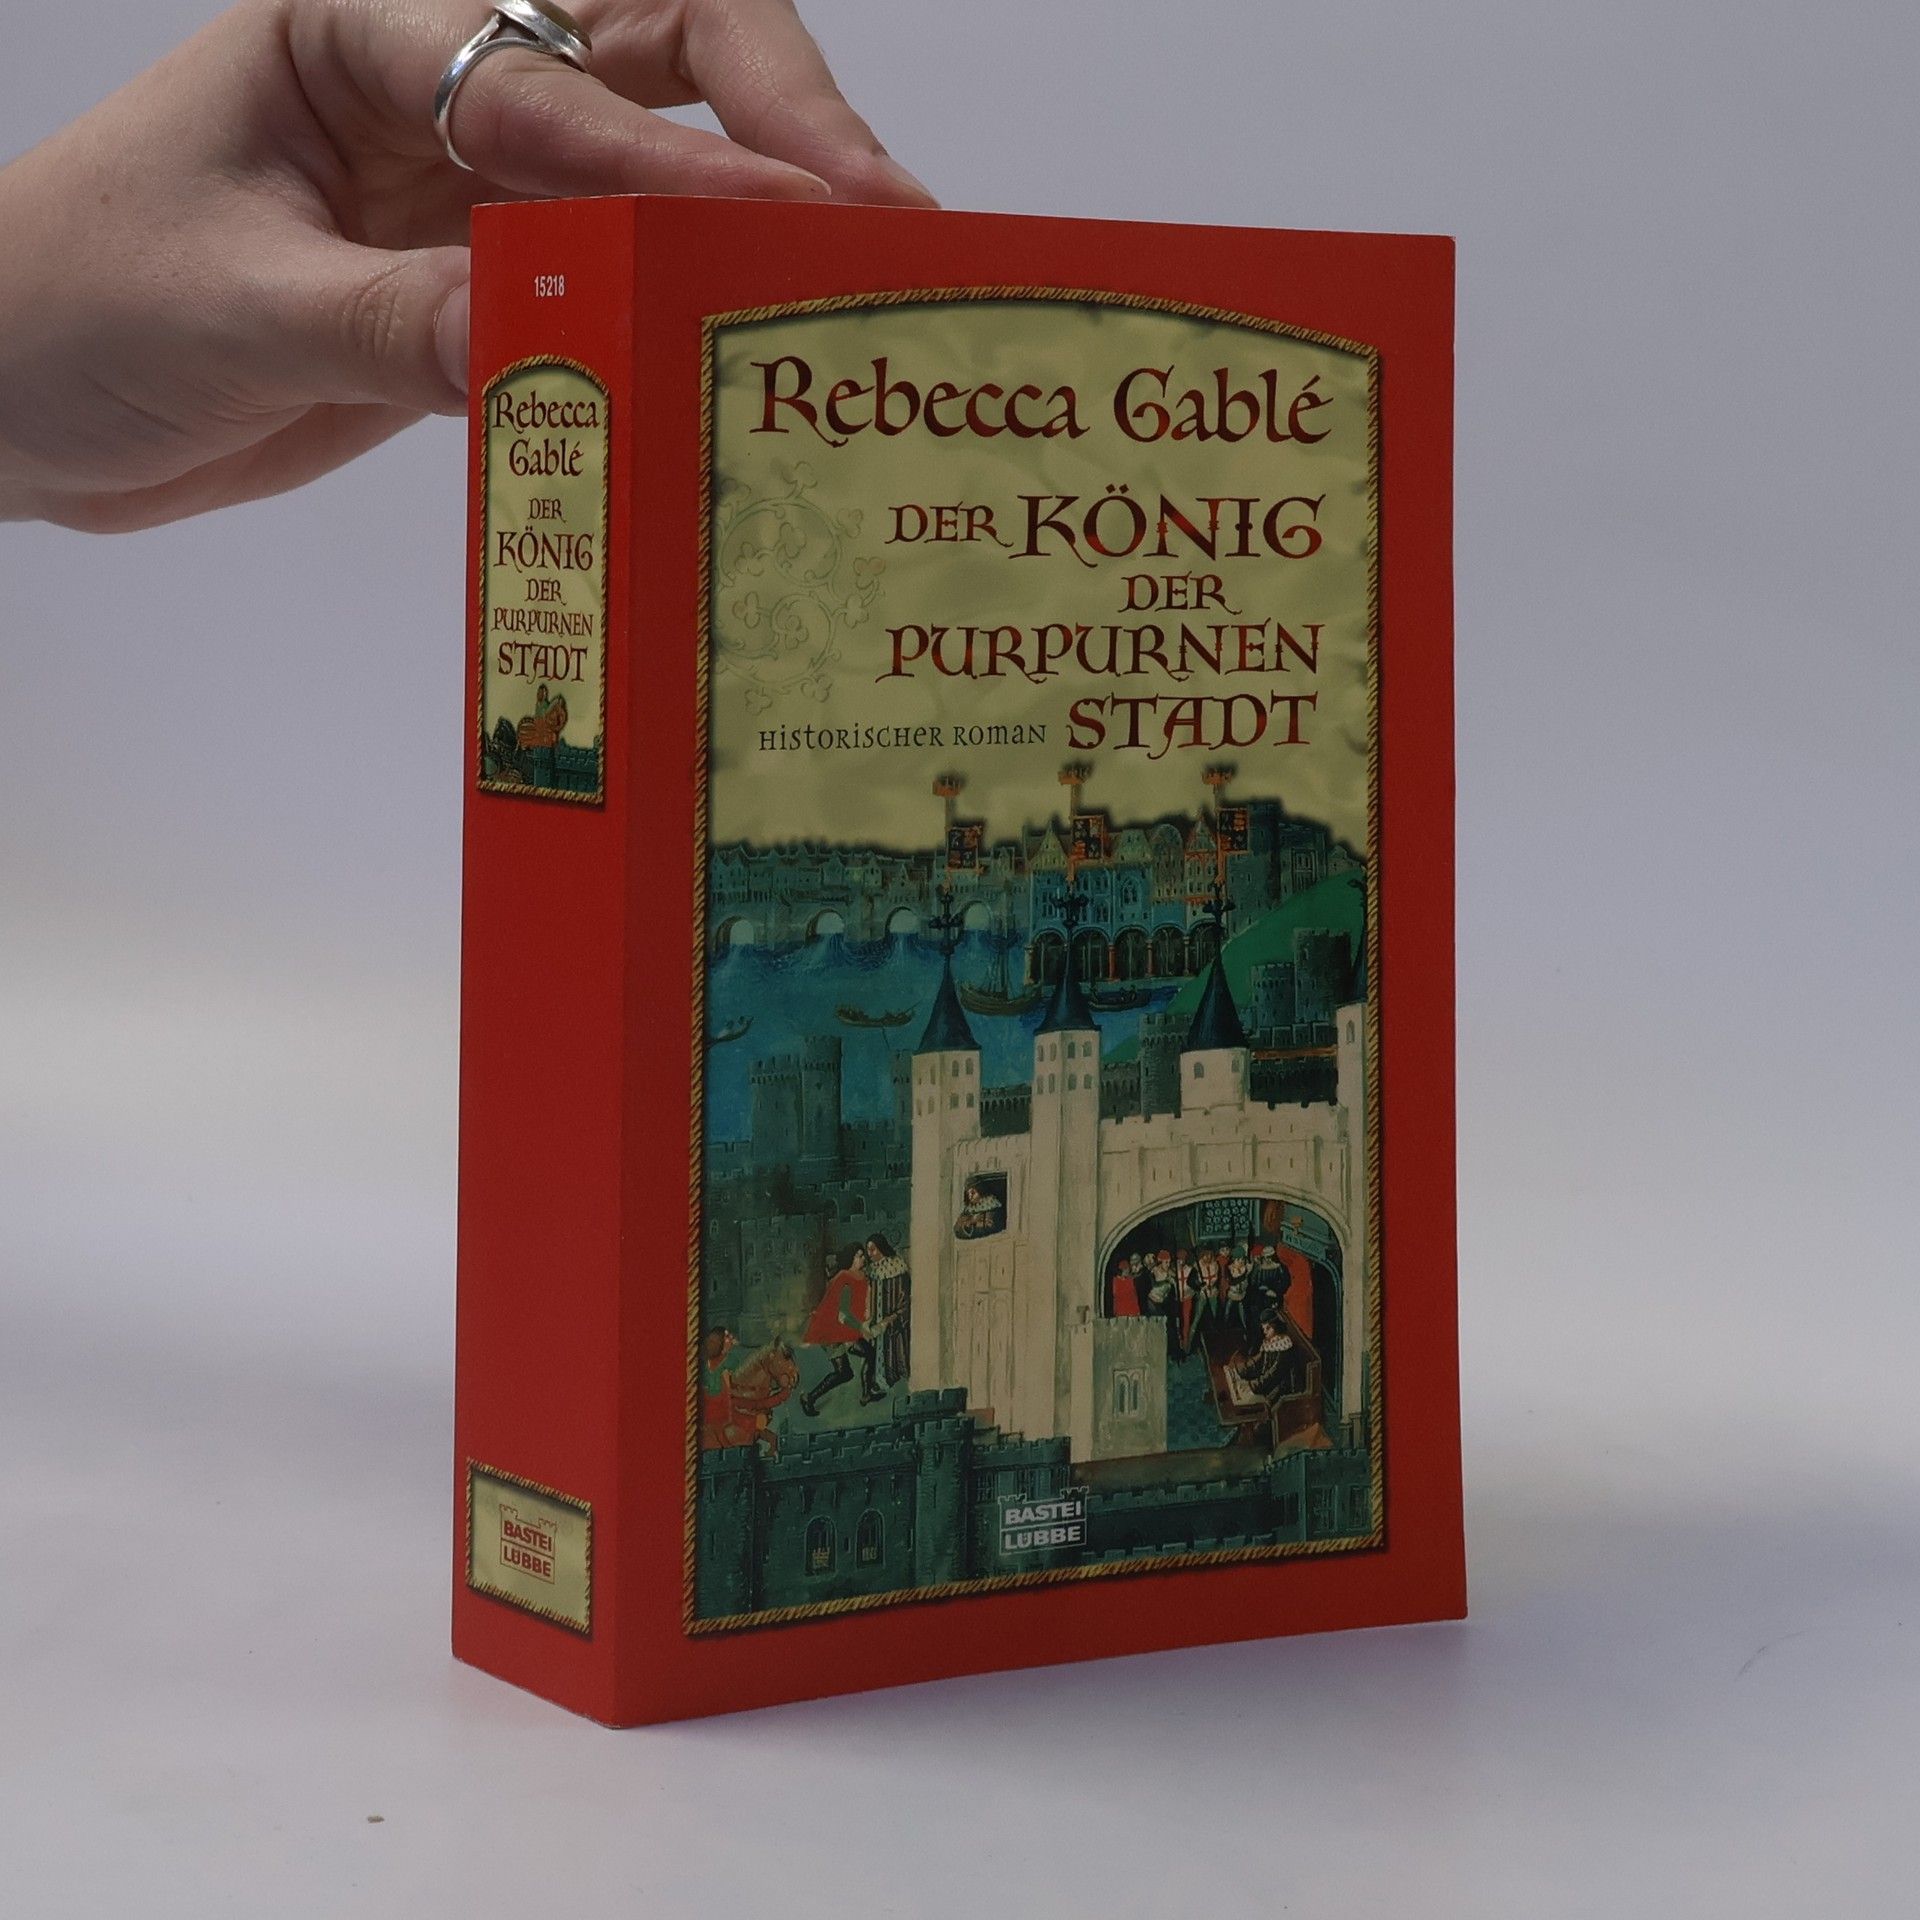 15218
Rebecca
Gablé
DER
KÖNIG
DER
PURPURNEN
STADT
BASTEI
LÜBBE
Rebecca Gablé
DER KÖNIG
DER
PURPURNEN
HISTORISCHER ROMAN STADT
BASTEI
LÜBBE